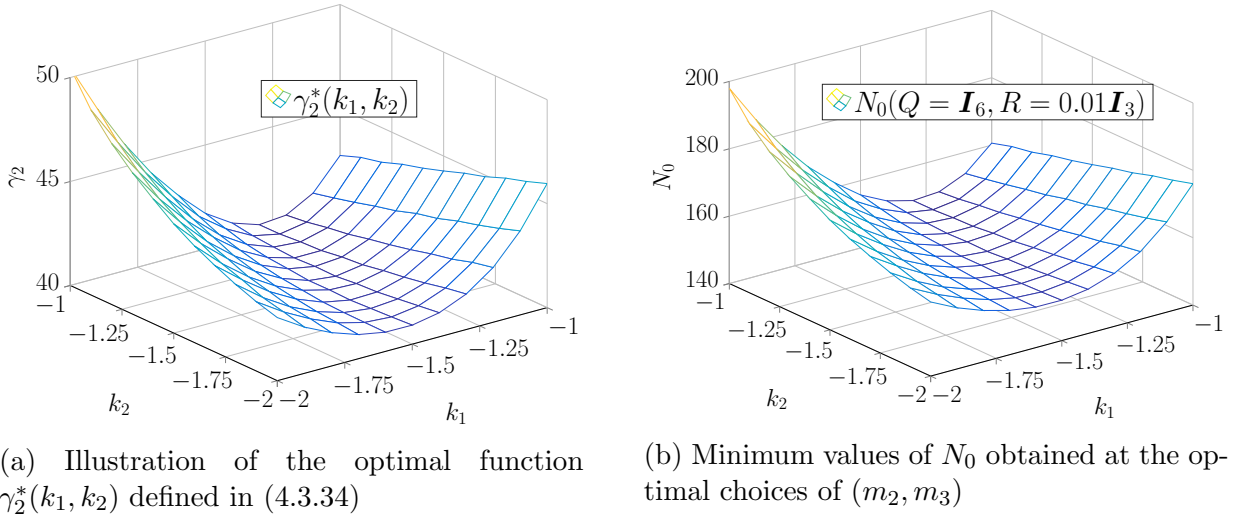 50
45
40
γ₂
γ₂*(k₁, k₂)
−1
−1.25
−1.5
−1.75
−2
k₂
−2
−1.75
−1.5
−1.25
−1
k₁
(a) Illustration of the optimal function
γ₂*(k₁, k₂) defined in (4.3.34)
200
180
160
140
N₀
N₀(Q = I₆, R = 0.01I₃)
−1
−1.25
−1.5
−1.75
−2
k₂
−2
−1.75
−1.5
−1.25
−1
k₁
(b) Minimum values of N₀ obtained at the op-
timal choices of (m₂, m₃)